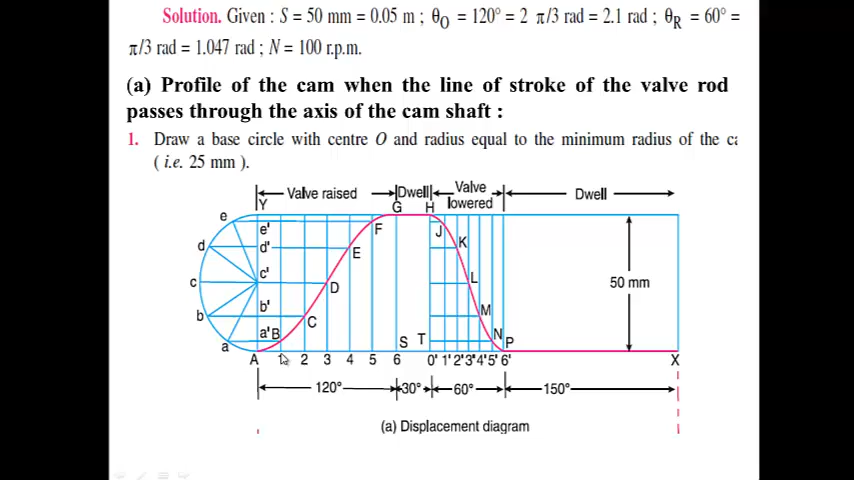 Solution. Given : S = 50 mm = 0.05 m ; θO = 120° = 2 π/3 rad = 2.1 rad ; θR = 60° =
π/3 rad = 1.047 rad ; N = 100 r.p.m.
(a) Profile of the cam when the line of stroke of the valve rod
passes through the axis of the cam shaft :
1. Draw a base circle with centre O and radius equal to the minimum radius of the
( i.e. 25 mm ).
Valve raised Dwell Valve lowered Dwell
Y G H
e e' F J
d d' E K
c c' D L 50 mm
b b' C M
a a' B S T N P
A 2 3 4 5 6 0' 1' 2' 3' 4' 5' 6' X
120° 30° 60° 150°
(a) Displacement diagram